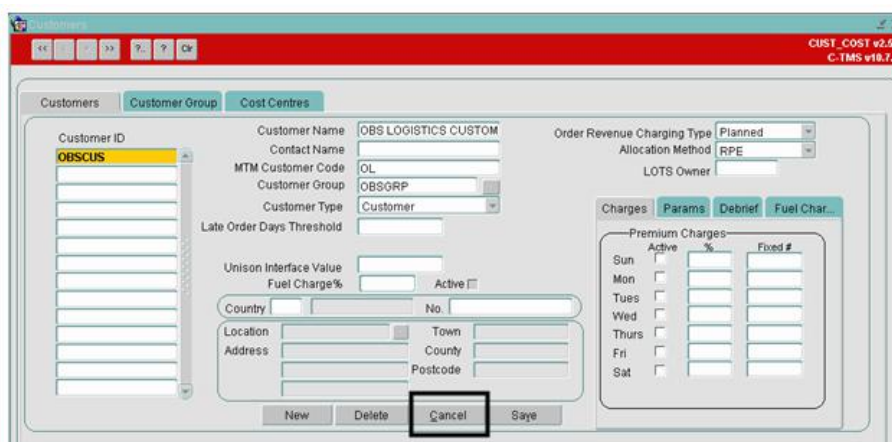 Customers
<< < > >> ?.. ? Clr
CUST_COST v2.
C-TMS v10.7.
Customers Customer Group Cost Centres
Customer ID
OBSCUS
Customer Name OBS LOGISTICS CUSTOM
Contact Name
MTM Customer Code OL
Customer Group OBSGRP
Customer Type Customer
Late Order Days Threshold
Unison Interface Value
Fuel Charge% Active
Country No.
Location Town
Address County
Postcode
New Delete Cancel Save
Order Revenue Charging Type Planned
Allocation Method RPE
LOTS Owner
Charges Params Debrief Fuel Char...
Premium Charges
Active % Fixed #
Sun
Mon
Tues
Wed
Thurs
Fri
Sat